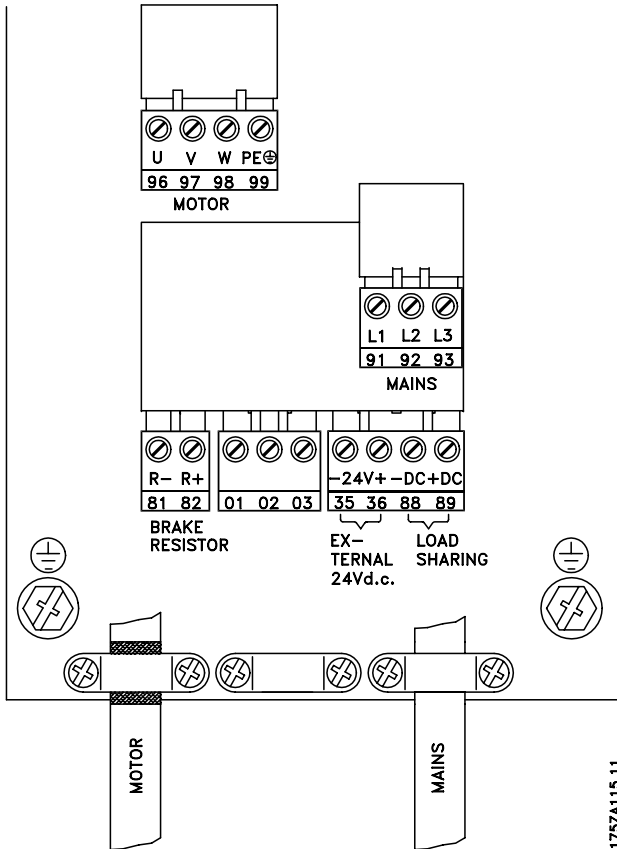 U V W PE
96 97 98 99
MOTOR
L1 L2 L3
91 92 93
MAINS
R- R+
81 82
BRAKE
RESISTOR
01 02 03
-24V+ -DC+DC
35 36 88 89
EX-
TERNAL
24Vd.c.
LOAD
SHARING
MOTOR
MAINS
175ZA115.11